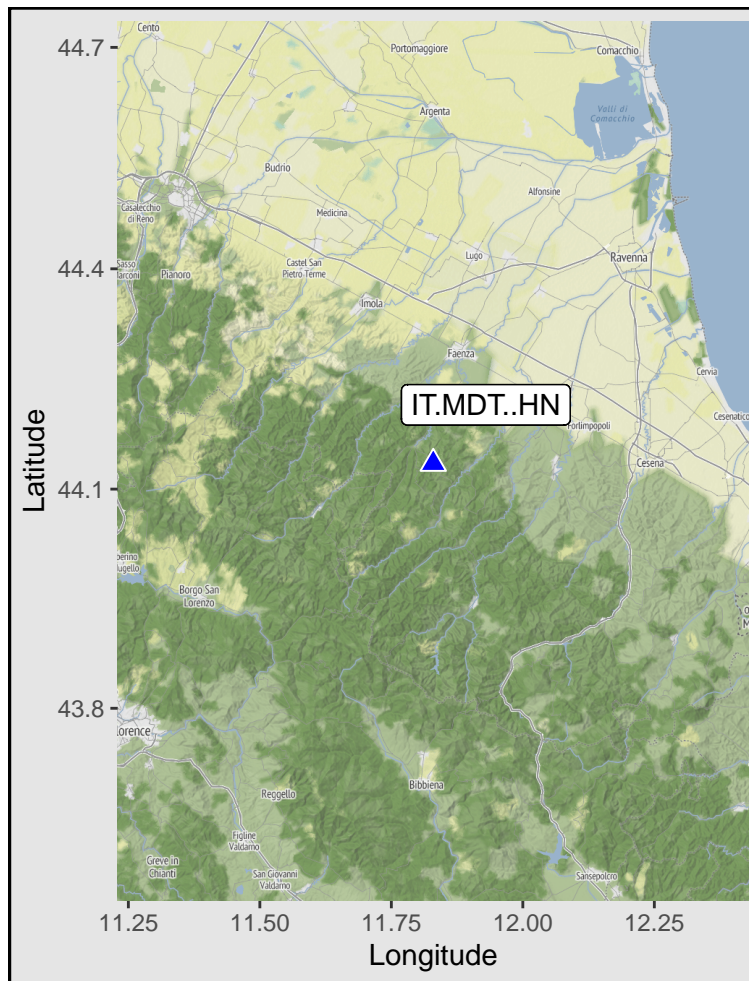 Cento
44.7
Portomaggiore
Comacchio
Argenta
Valli di
Comacchio
Budrio
Alfonsine
Casalecchio
di Reno
Medicina
Sasso
Marconi
Pianoro
Castel San
Pietro Terme
Lugo
Ravenna
44.4
Imola
Faenza
Cervia
IT.MDT..HN
Cesenatico
Forlimpopoli
Cesena
44.1
Latitude
Borgo San
Lorenzo
43.8
lorence
Bibbiena
Reggello
Figline
Valdarno
Greve in
Chianti
San Giovanni
Valdarno
Sansepolcro
11.25
11.50
11.75
12.00
12.25
Longitude